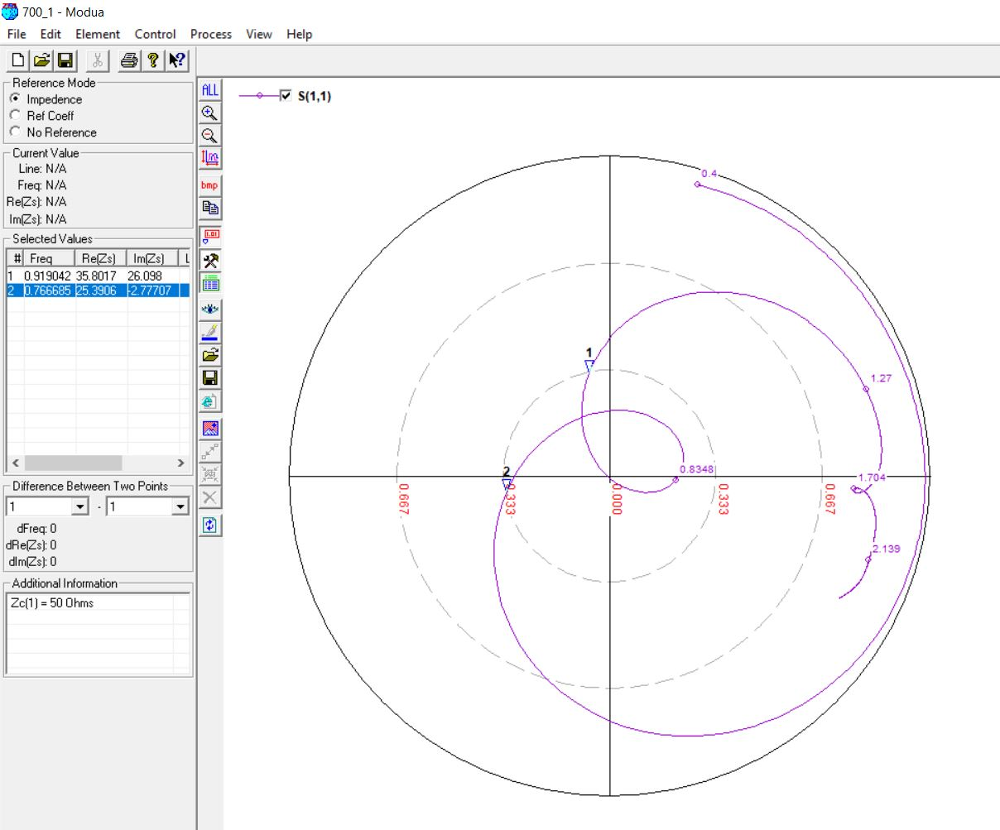 700_1 - Modua
File Edit Element Control Process View Help
Reference Mode
Impedence
Ref Coeff
No Reference
Current Value
Line: N/A
Freq: N/A
Re(Zs): N/A
Im(Zs): N/A
Selected Values
# Freq Re(Zs) Im(Zs) L
1 0.919042 35.8017 26.098
2 0.766685 25.3906 -2.77707
Difference Between Two Points
1 - 1
dFreq: 0
dRe(Zs): 0
dIm(Zs): 0
Additional Information
Zc(1) = 50 Ohms
ALL
bmp
1.01
S(1,1)
0.4
1
1.27
2
0.8348
1.704
0.667
0.333
0.000
0.333
0.667
2.139